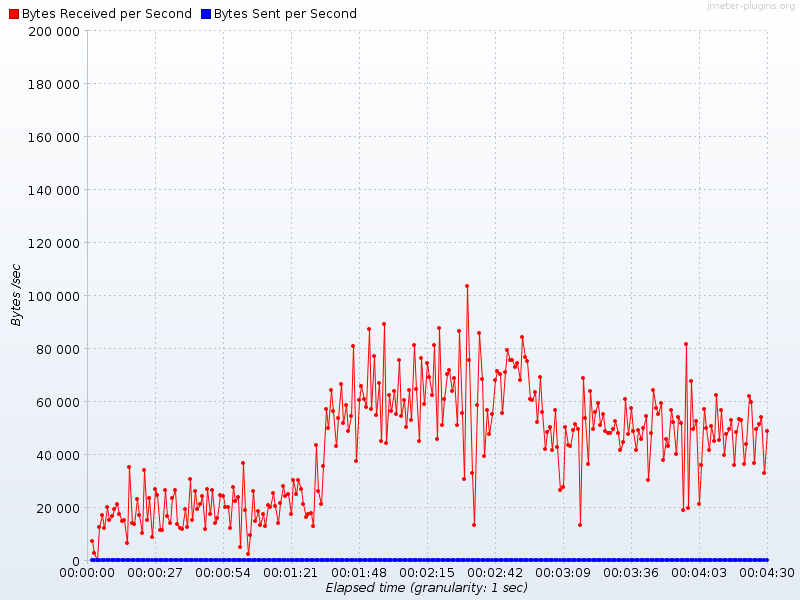 jmeter-plugins.org
Bytes Received per Second Bytes Sent per Second
200 000
180 000
160 000
140 000
120 000
100 000
80 000
60 000
40 000
20 000
0
Bytes /sec
00:00:00 00:00:27 00:00:54 00:01:21 00:01:48 00:02:15 00:02:42 00:03:09 00:03:36 00:04:03 00:04:30
Elapsed time (granularity: 1 sec)